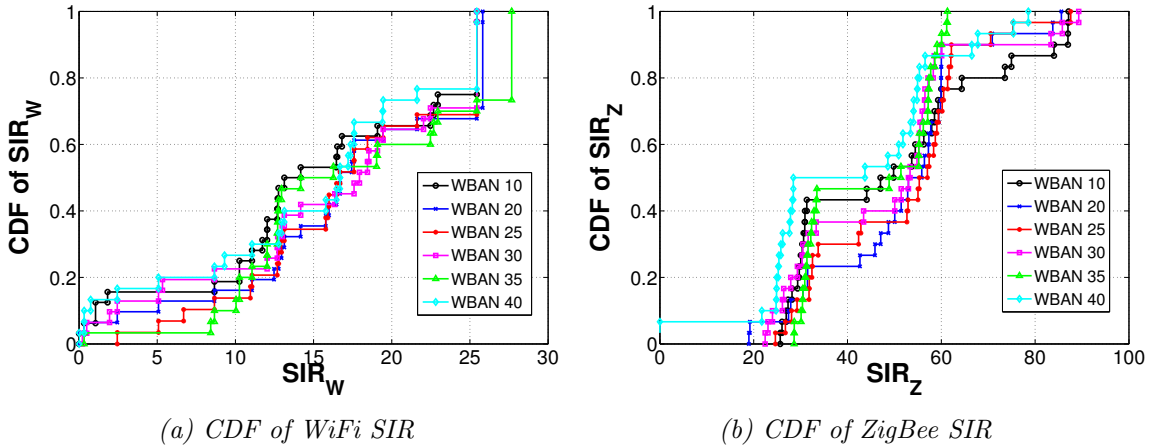 CDF of SIR_W
1
0.8
0.6
0.4
0.2
0
0 5 10 15 20 25 30
SIR_W
WBAN 10
WBAN 20
WBAN 25
WBAN 30
WBAN 35
WBAN 40
(a) CDF of WiFi SIR
CDF of SIR_Z
1
0.8
0.6
0.4
0.2
0
0 20 40 60 80 100
SIR_Z
WBAN 10
WBAN 20
WBAN 25
WBAN 30
WBAN 35
WBAN 40
(b) CDF of ZigBee SIR